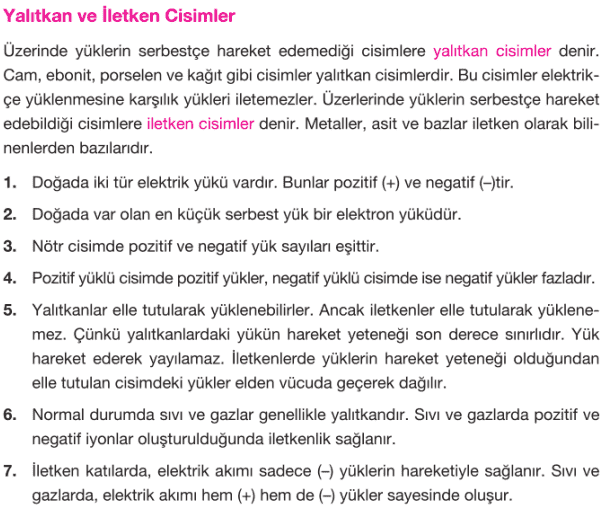 Yalıtkan ve İletken Cisimler
Üzerinde yüklerin serbestçe hareket edemediği cisimlere yalıtkan cisimler denir.
Cam, ebonit, porselen ve kağıt gibi cisimler yalıtkan cisimlerdir. Bu cisimler elektrik-
çe yüklenmesine karşılık yükleri iletemezler. Üzerlerinde yüklerin serbestçe hareket
edebildiği cisimlere iletken cisimler denir. Metaller, asit ve bazlar iletken olarak bili-
nenlerden bazılarıdır.
1. Doğada iki tür elektrik yükü vardır. Bunlar pozitif (+) ve negatif (–)tir.
2. Doğada var olan en küçük serbest yük bir elektron yüküdür.
3. Nötr cisimde pozitif ve negatif yük sayıları eşittir.
4. Pozitif yüklü cisimde pozitif yükler, negatif yüklü cisimde ise negatif yükler fazladır.
5. Yalıtkanlar elle tutularak yüklenebilirler. Ancak iletkenler elle tutularak yüklene-
mez. Çünkü yalıtkanlardaki yükün hareket yeteneği son derece sınırlıdır. Yük
hareket ederek yayılamaz. İletkenlerde yüklerin hareket yeteneği olduğundan
elle tutulan cisimdeki yükler elden vücuda geçerek dağılır.
6. Normal durumda sıvı ve gazlar genellikle yalıtkandır. Sıvı ve gazlarda pozitif ve
negatif iyonlar oluşturulduğunda iletkenlik sağlanır.
7. İletken katılarda, elektrik akımı sadece (–) yüklerin hareketiyle sağlanır. Sıvı ve
gazlarda, elektrik akımı hem (+) hem de (–) yükler sayesinde oluşur.